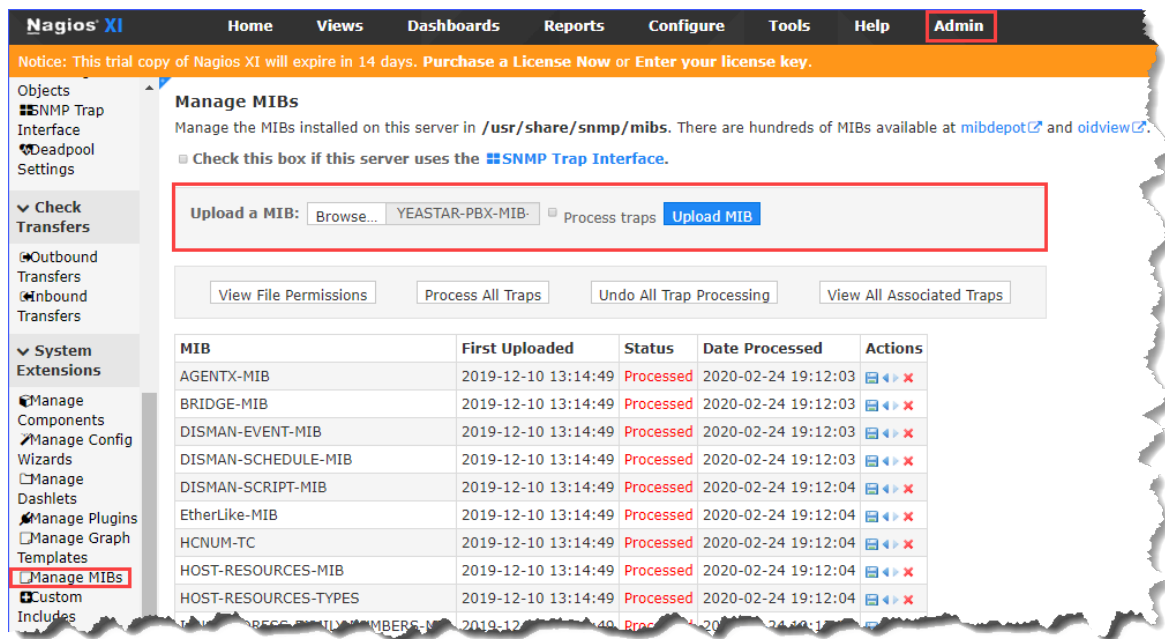 Nagios XI Home Views Dashboards Reports Configure Tools Help Admin
Notice: This trial copy of Nagios XI will expire in 14 days. Purchase a License Now or Enter your license key.
Objects
SNMP Trap
Interface
Deadpool
Settings
Check
Transfers
Outbound
Transfers
Inbound
Transfers
System
Extensions
Manage
Components
Manage Config
Wizards
Manage
Dashlets
Manage Plugins
Manage Graph
Templates
Manage MIBs
Custom
Includes
Manage MIBs
Manage the MIBs installed on this server in /usr/share/snmp/mibs. There are hundreds of MIBs available at mibdepot and oidview.
Check this box if this server uses the SNMP Trap Interface.
Upload a MIB: Browse... YEASTAR-PBX-MIB- Process traps Upload MIB
View File Permissions Process All Traps Undo All Trap Processing View All Associated Traps
MIB First Uploaded Status Date Processed Actions
AGENTX-MIB 2019-12-10 13:14:49 Processed 2020-02-24 19:12:03
BRIDGE-MIB 2019-12-10 13:14:49 Processed 2020-02-24 19:12:03
DISMAN-EVENT-MIB 2019-12-10 13:14:49 Processed 2020-02-24 19:12:03
DISMAN-SCHEDULE-MIB 2019-12-10 13:14:49 Processed 2020-02-24 19:12:03
DISMAN-SCRIPT-MIB 2019-12-10 13:14:49 Processed 2020-02-24 19:12:04
EtherLike-MIB 2019-12-10 13:14:49 Processed 2020-02-24 19:12:04
HCNUM-TC 2019-12-10 13:14:49 Processed 2020-02-24 19:12:04
HOST-RESOURCES-MIB 2019-12-10 13:14:49 Processed 2020-02-24 19:12:04
HOST-RESOURCES-TYPES 2019-12-10 13:14:49 Processed 2020-02-24 19:12:04